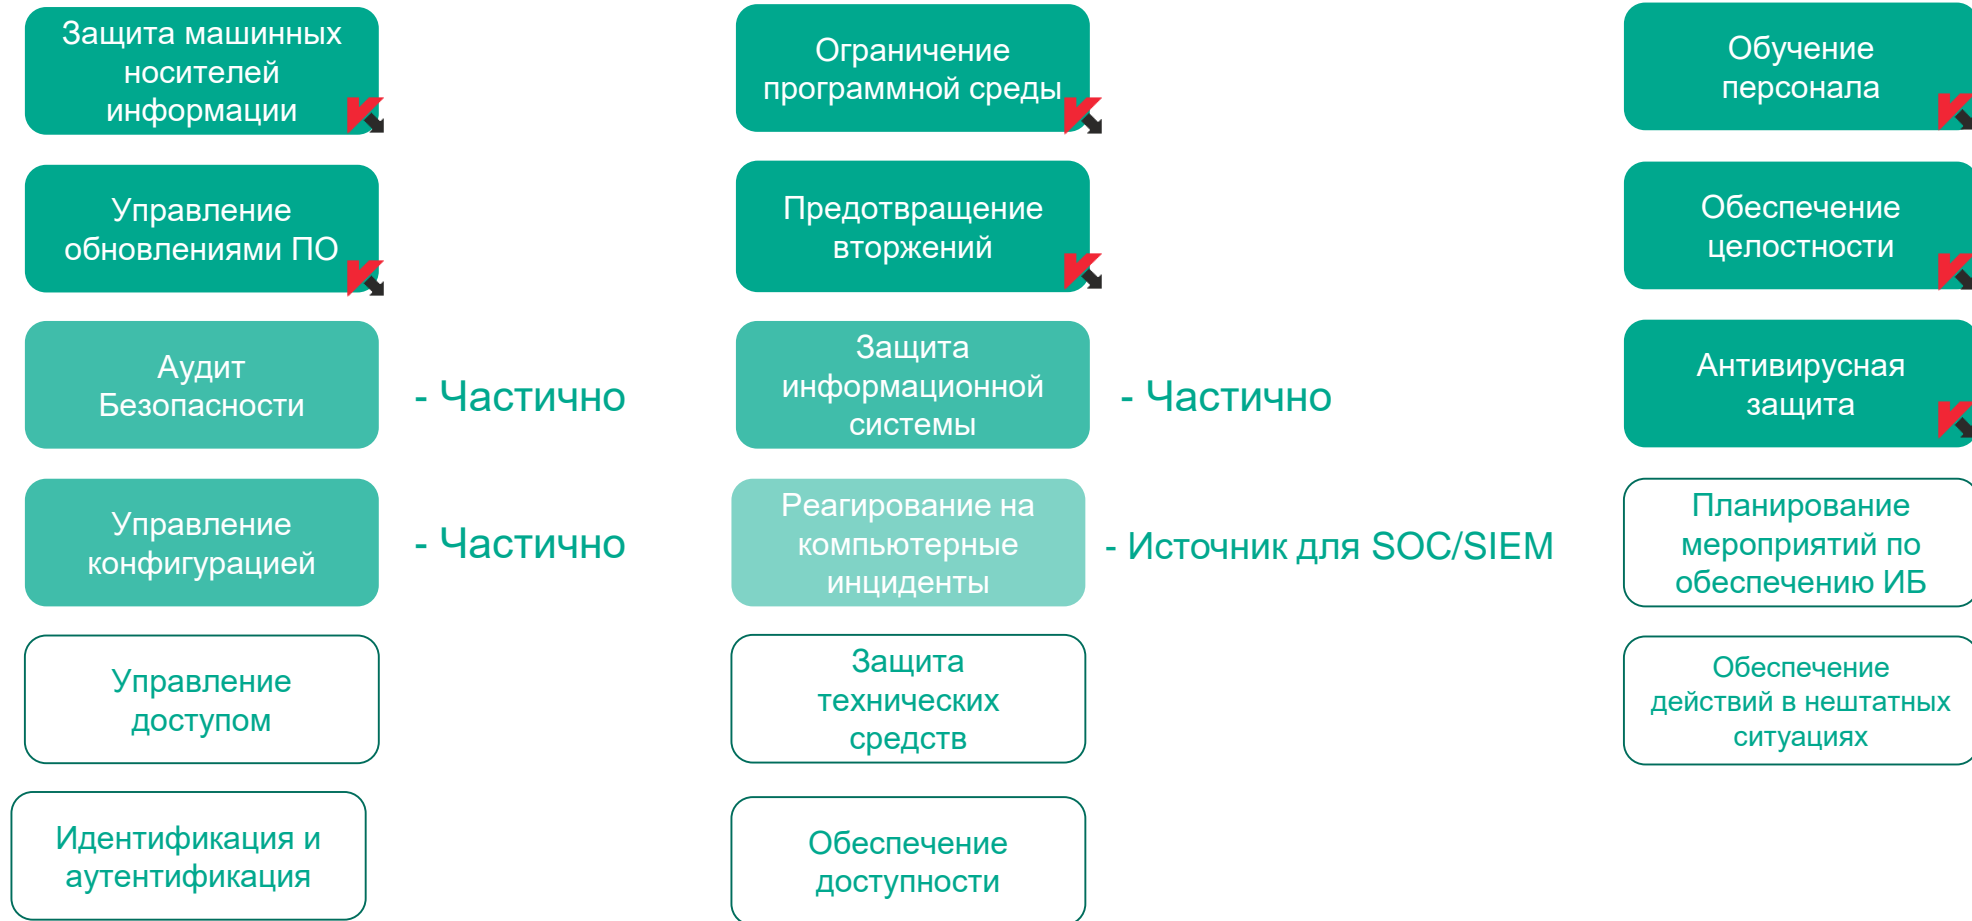 Защита машинных
носителей
информации
Ограничение
программной среды
Обучение
персонала
Управление
обновлениями ПО
Предотвращение
вторжений
Обеспечение
целостности
Аудит
Безопасности
- Частично
Защита
информационной
системы
- Частично
Антивирусная
защита
Управление
конфигурацией
- Частично
Реагирование на
компьютерные
инциденты
- Источник для SOC/SIEM
Планирование
мероприятий по
обеспечению ИБ
Управление
доступом
Защита
технических
средств
Обеспечение
действий в нештатных
ситуациях
Идентификация и
аутентификация
Обеспечение
доступности